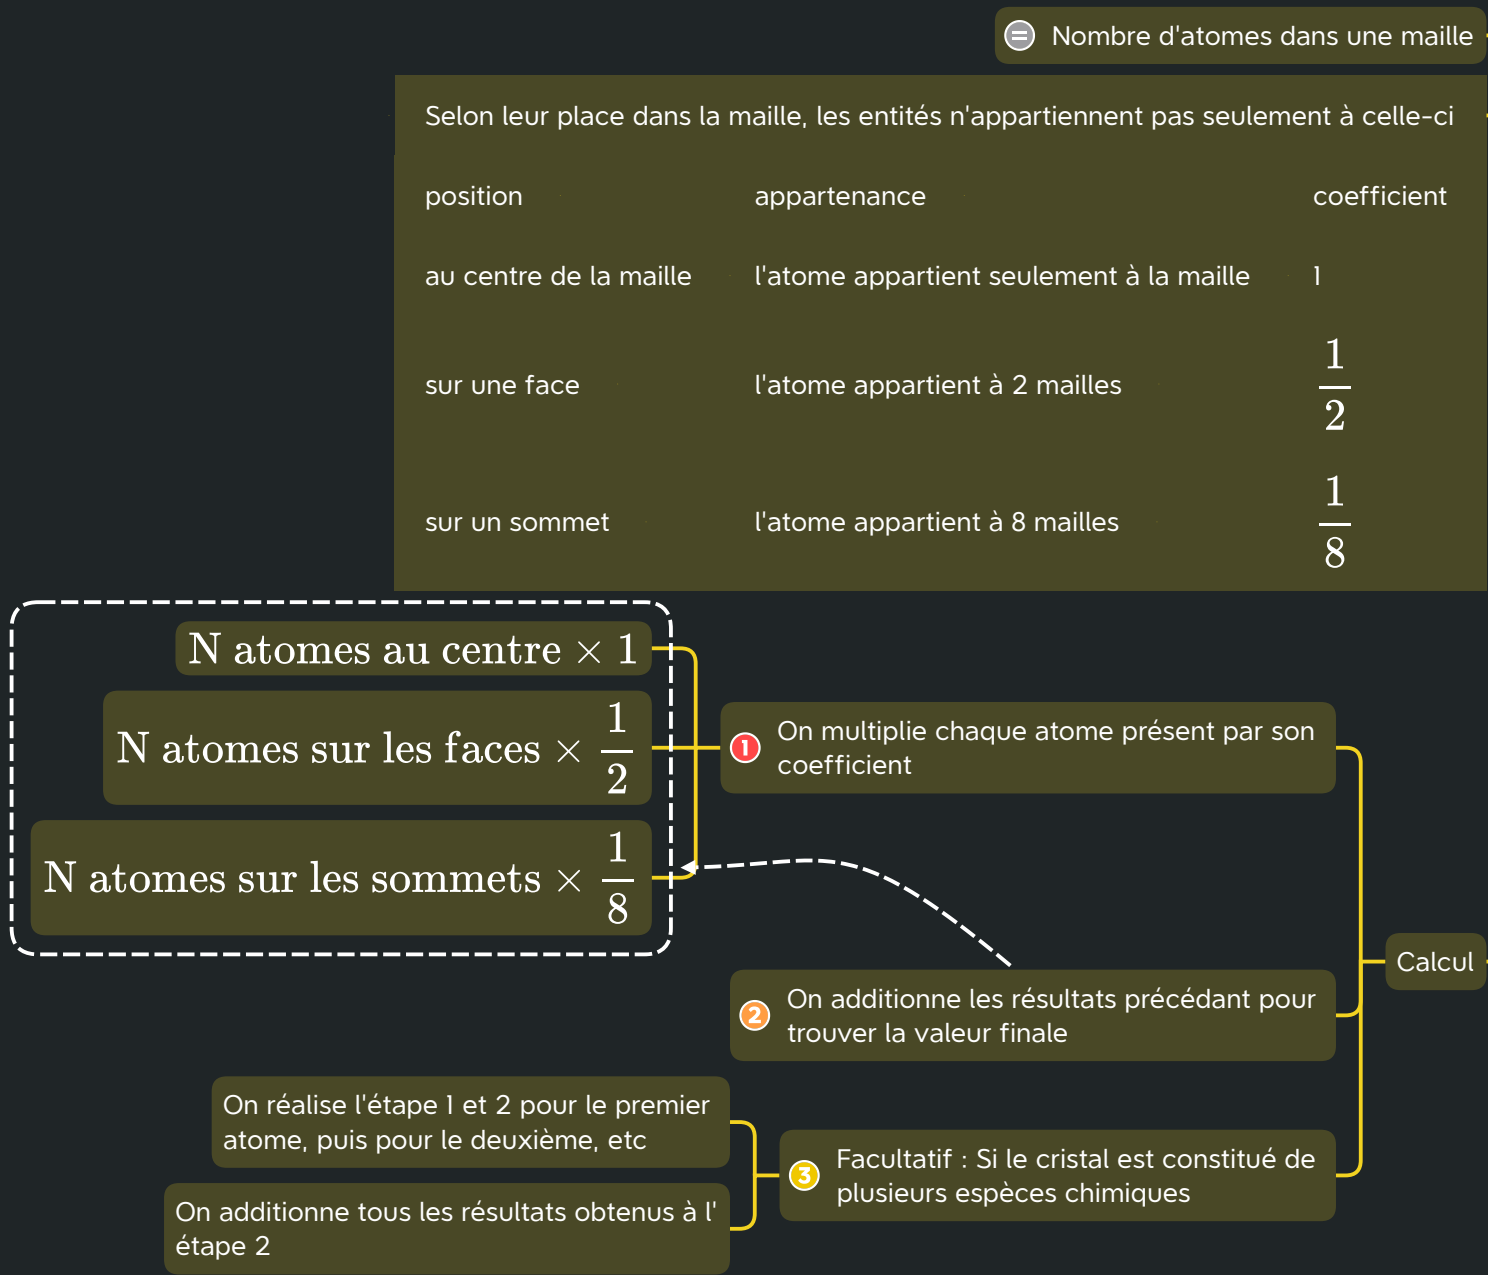 = Nombre d'atomes dans une maille
Selon leur place dans la maille, les entités n'appartiennent pas seulement à celle-ci
position appartenance coefficient
au centre de la maille l'atome appartient seulement à la maille 1
sur une face l'atome appartient à 2 mailles 1/2
sur un sommet l'atome appartient à 8 mailles 1/8
N atomes au centre × 1
N atomes sur les faces × 1/2
N atomes sur les sommets × 1/8
1 On multiplie chaque atome présent par son
coefficient
Calcul
2 On additionne les résultats précédant pour
trouver la valeur finale
3 Facultatif : Si le cristal est constitué de
plusieurs espèces chimiques
On réalise l'étape 1 et 2 pour le premier
atome, puis pour le deuxième, etc
On additionne tous les résultats obtenus à l'
étape 2